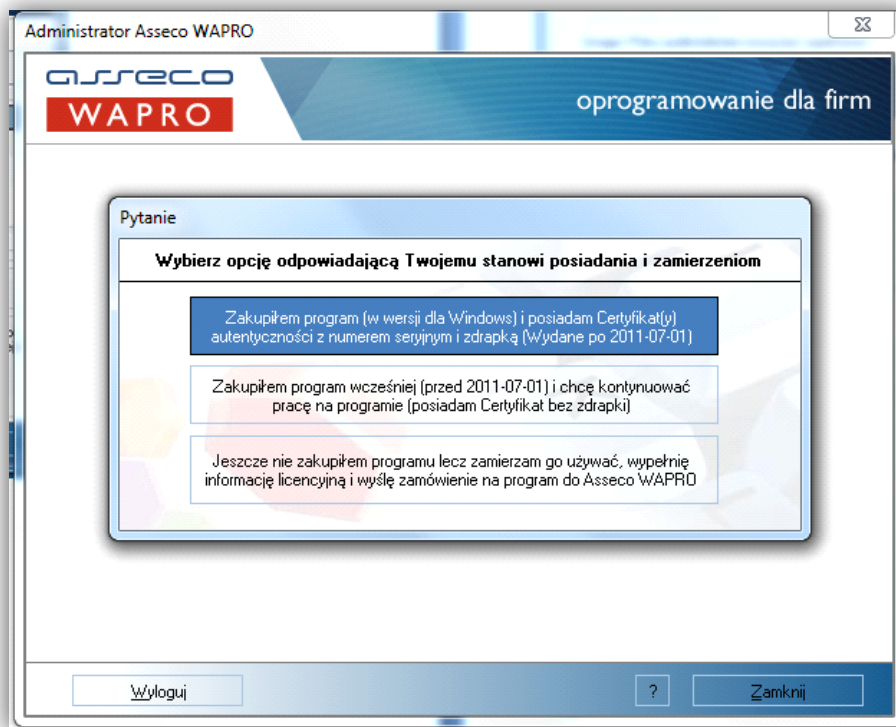 Administrator Asseco WAPRO
asseco
WAPRO
oprogramowanie dla firm
Pytanie
Wybierz opcję odpowiadającą Twojemu stanowi posiadania i zamierzeniom
Zakupiłem program (w wersji dla Windows) i posiadam Certyfikat(y)
autentyczności z numerem seryjnym i zdrapką (Wydane po 2011-07-01)
Zakupiłem program wcześniej (przed 2011-07-01) i chcę kontynuować
pracę na programie (posiadam Certyfikat bez zdrapki)
Jeszcze nie zakupiłem programu lecz zamierzam go używać, wypełnię
informację licencyjną i wyślę zamówienie na program do Asseco WAPRO
Wyloguj
?
Zamknij